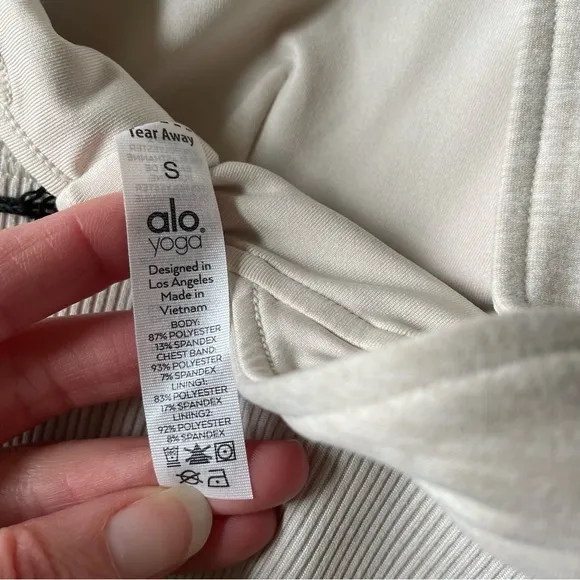 Tear Away
S
alo
yoga
Designed in
Los Angeles
Made in
Vietnam
BODY:
87% POLYESTER
13% SPANDEX
CHEST BAND:
93% POLYESTER
7% SPANDEX
LINING1:
83% POLYESTER
17% SPANDEX
LINING2:
92% POLYESTER
8% SPANDEX